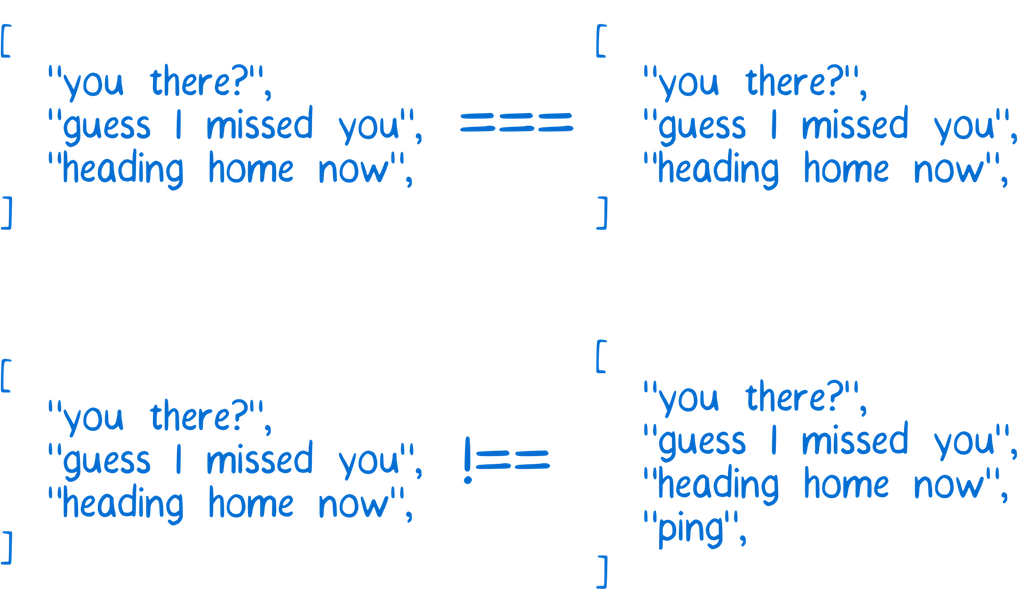 [
"you there?",
"guess I missed you",
"heading home now",
]
===
[
"you there?",
"guess I missed you",
"heading home now",
]
[
"you there?",
"guess I missed you",
"heading home now",
]
!==
[
"you there?",
"guess I missed you",
"heading home now",
"ping",
]